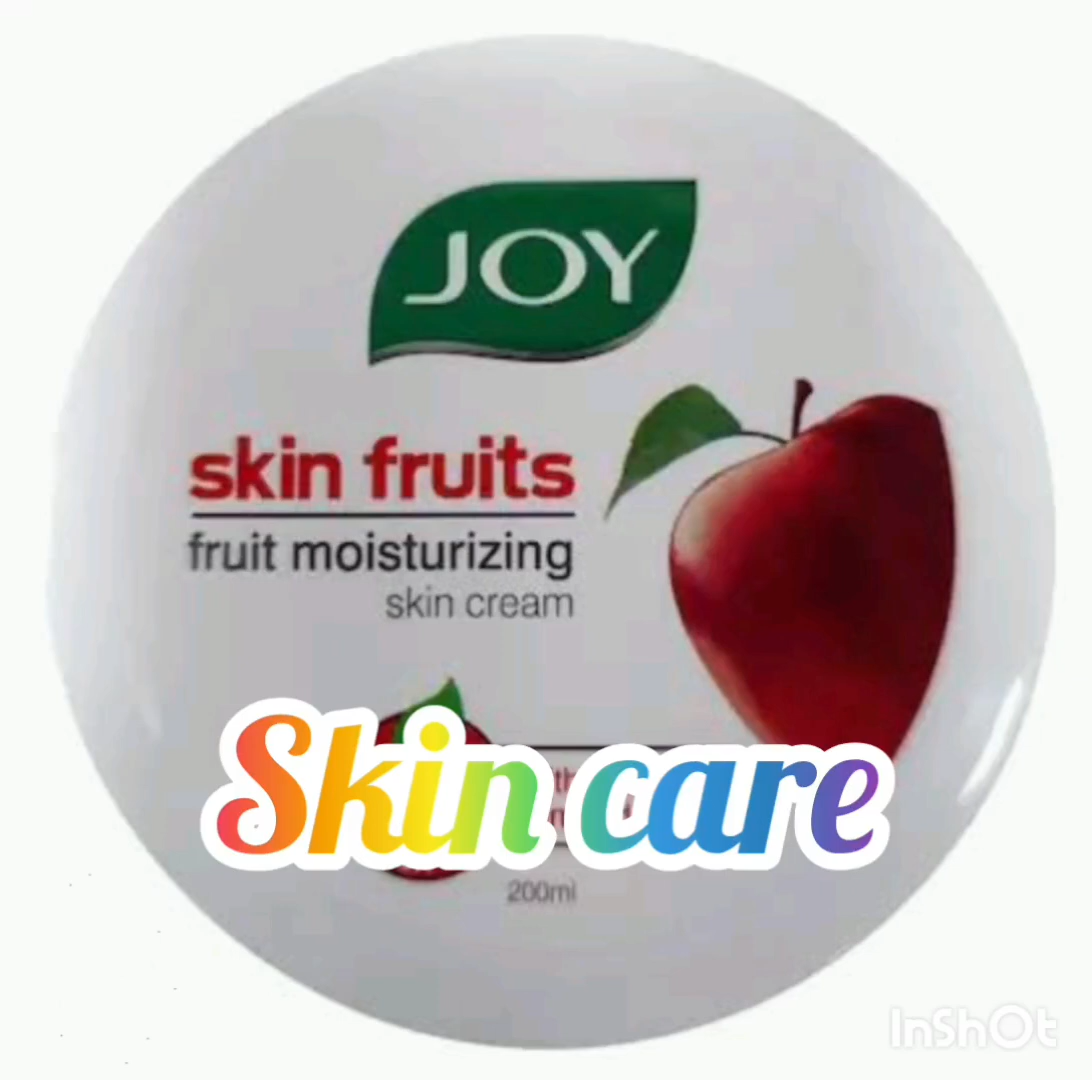 JOY
skin fruits
fruit moisturizing
skin cream
Skin care
200ml
InShOt